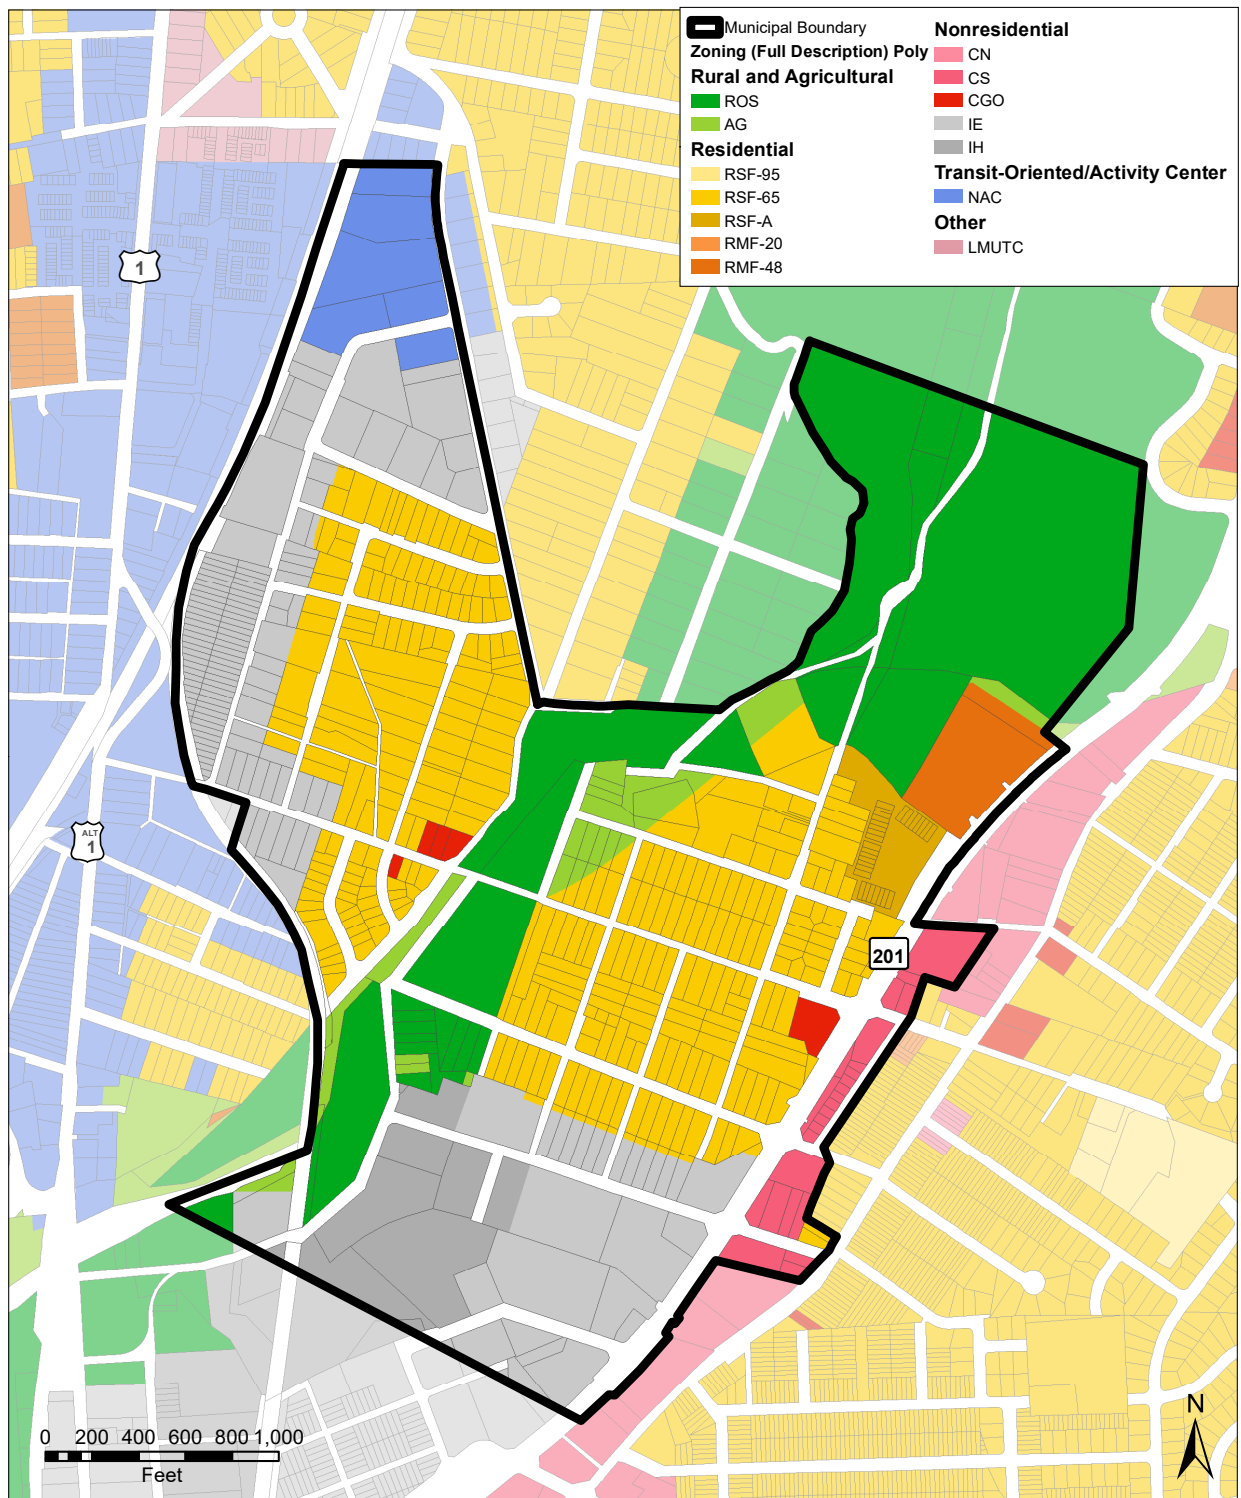 Municipal Boundary
Zoning (Full Description) Poly
Rural and Agricultural
ROS
AG
Residential
RSF-95
RSF-65
RSF-A
RMF-20
RMF-48
Nonresidential
CN
CS
CGO
IE
IH
Transit-Oriented/Activity Center
NAC
Other
LMUTC
1
ALT
1
201
0 200 400 600 800 1,000
Feet
N